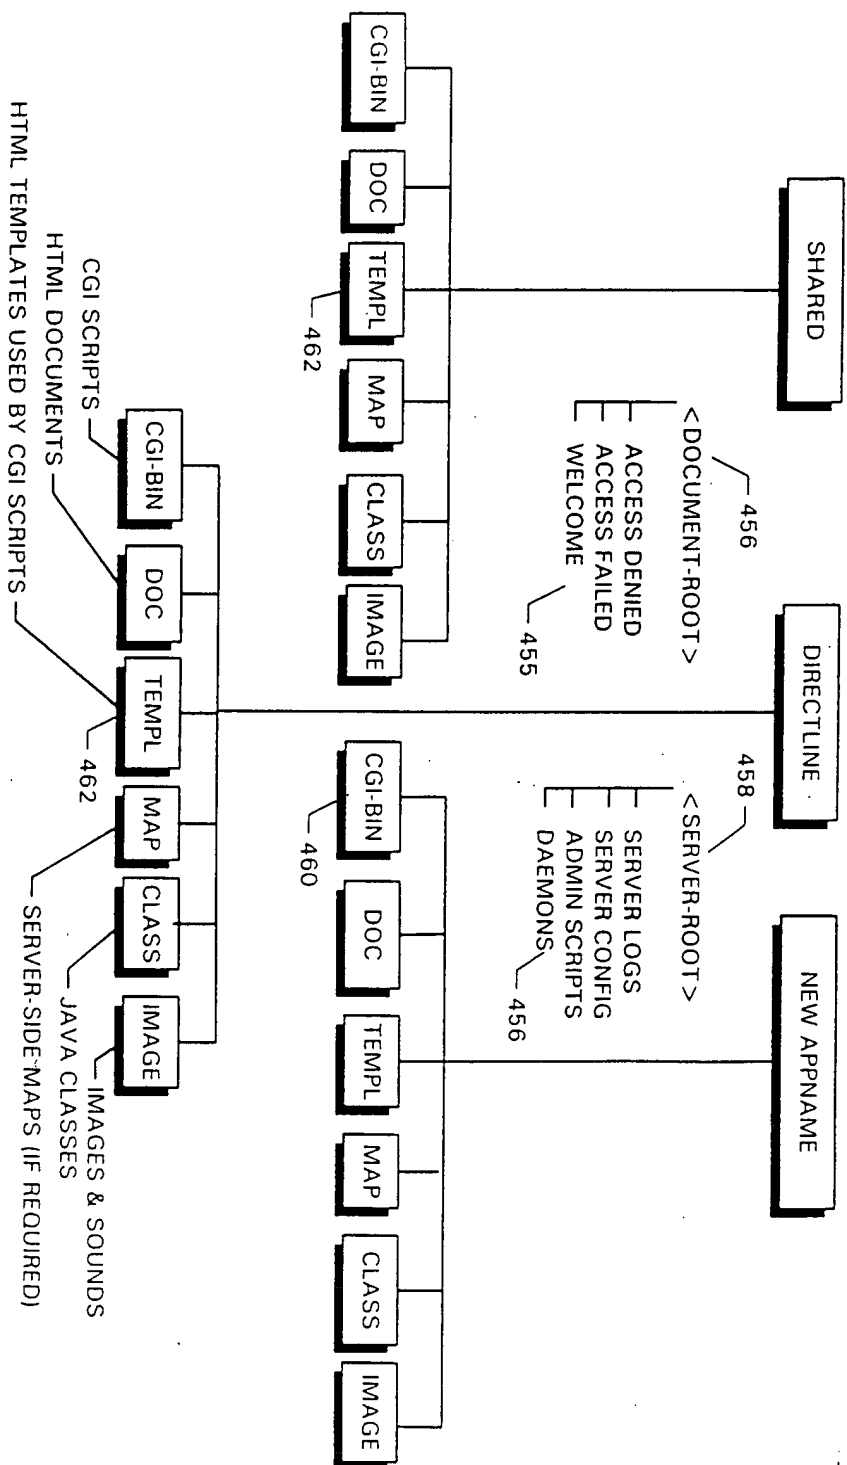 SHARED
DIRECTLINE
NEW APPNAME
456
458
<DOCUMENT-ROOT>
ACCESS DENIED
ACCESS FAILED
WELCOME
455
<SERVER-ROOT>
SERVER LOGS
SERVER CONFIG
ADMIN SCRIPTS
DAEMONS
456
CGI-BIN
DOC
TEMPL
MAP
CLASS
IMAGE
462
CGI-BIN
DOC
TEMPL
MAP
CLASS
IMAGE
460
CGI-BIN
DOC
TEMPL
MAP
CLASS
IMAGE
462
CGI SCRIPTS
HTML DOCUMENTS
HTML TEMPLATES USED BY CGI SCRIPTS
IMAGES & SOUNDS
JAVA CLASSES
SERVER-SIDE MAPS (IF REQUIRED)